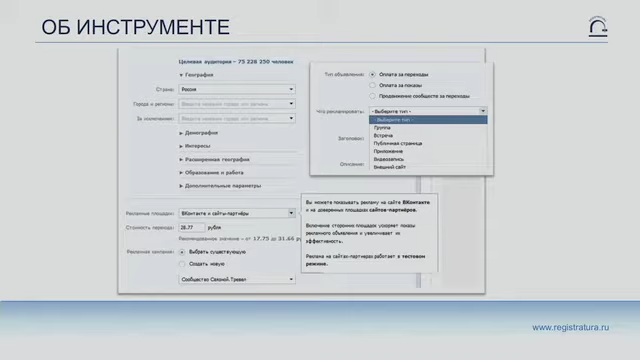 ОБ ИНСТРУМЕНТЕ
Целевая аудитория – 75 228 250 человек
География
Страна:
Россия
Города и регионы:
Введите название города или региона
За исключением:
Введите название города или региона
Демография
Интересы
Расширенная география
Образование и работа
Дополнительные параметры
Рекламные площадки:
ВКонтакте и сайты-партнёры
Стоимость перехода:
28.77
рубля
Рекомендованное значение – от 17.75 до 31.66
Рекламная кампания:
Выбрать существующую
Создать новую
Сообщество Связной.Трэвел
Тип объявления:
Оплата за переходы
Оплата за показы
Продвижение сообществ за переходы
Что рекламировать:
- Выберите тип -
- Выберите тип -
Группа
Встреча
Публичная страница
Приложение
Видеозапись
Внешний сайт
Заголовок:
Описание:
Вы можете показывать рекламу на сайте ВКонтакте
и на доверенных площадках сайтов-партнёров.
Включение сторонних площадок ускорит показы
рекламного объявления и увеличивает их
эффективность.
Реклама на сайтах-партнерах работает в тестовом
режиме.
www.registratura.ru